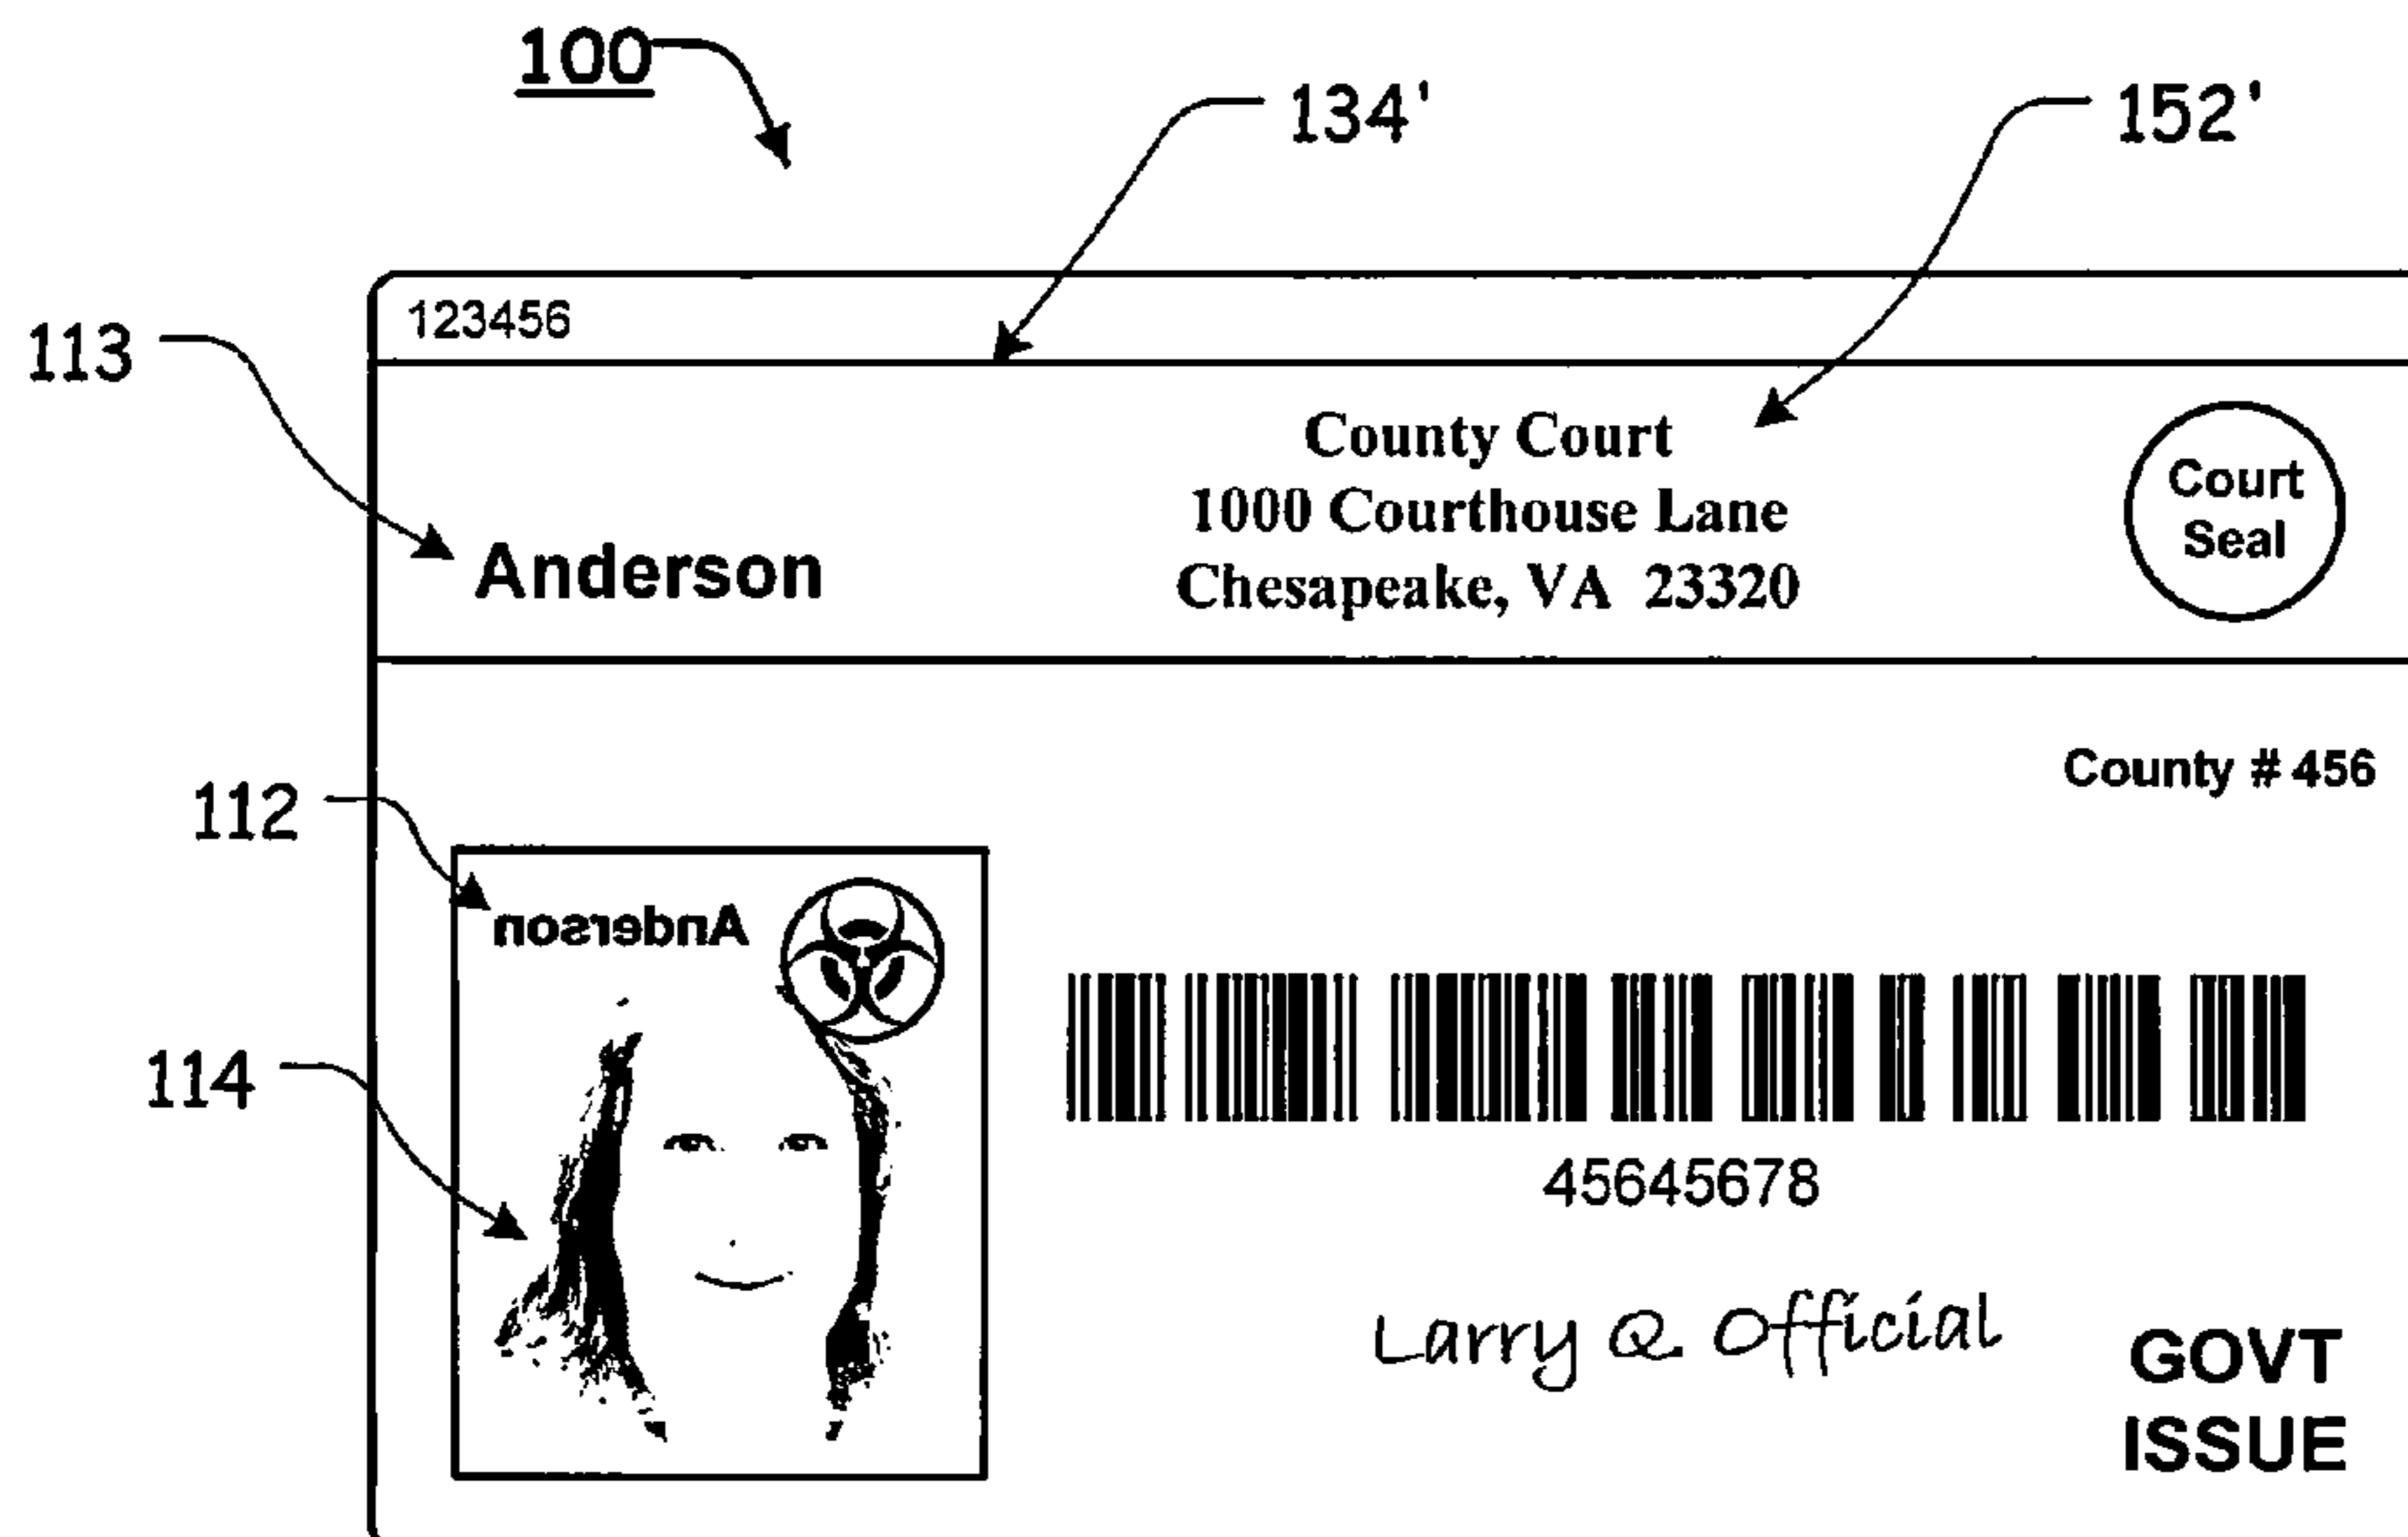 100
134'
152'
123456
113
County Court
1000 Courthouse Lane
Chesapeake, VA 23320
Court
Seal
Anderson
County # 456
112
Anderson
114
45645678
Larry Q Official
GOVT
ISSUE